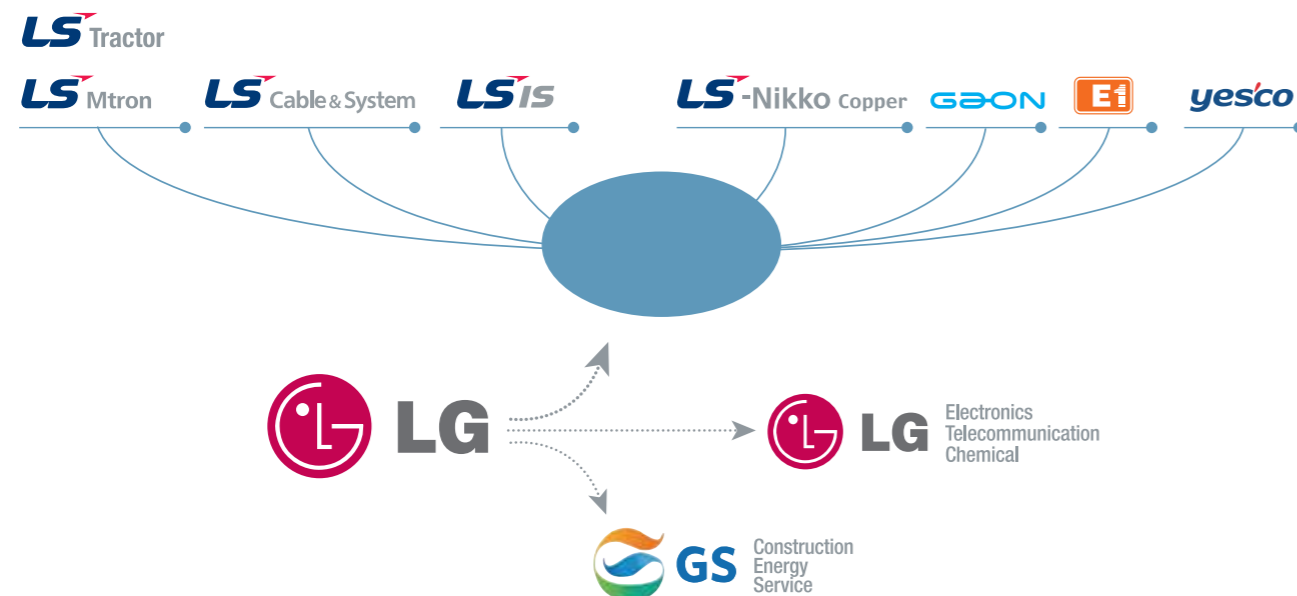 LS Tractor
LS Mtron
LS Cable & System
LS IS
LS-Nikko Copper
GAON
E1
yesco
LG
LG
Electronics
Telecommunication
Chemical
GS
Construction
Energy
Service